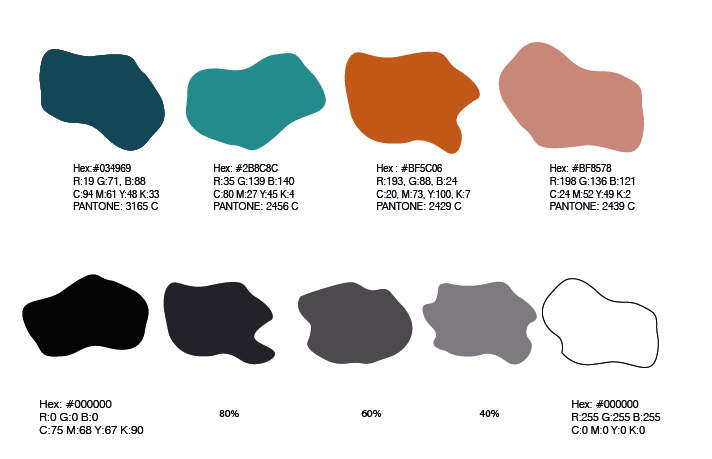 Hex:#034969
R:19 G:71, B:88
C:94 M:61 Y:48 K:33
PANTONE: 3165 C
Hex: #2B8C8C
R:35 G:139 B:140
C:80 M:27 Y:45 K:4
PANTONE: 2456 C
Hex : #BF5C06
R:193, G:88, B:24
C:20, M:73, Y:100, K:7
PANTONE: 2429 C
Hex: #BF8578
R:198 G:136 B:121
C:24 M:52 Y:49 K:2
PANTONE: 2439 C
Hex: #000000
R:0 G:0 B:0
C:75 M:68 Y:67 K:90
80%
60%
40%
Hex: #000000
R:255 G:255 B:255
C:0 M:0 Y:0 K:0